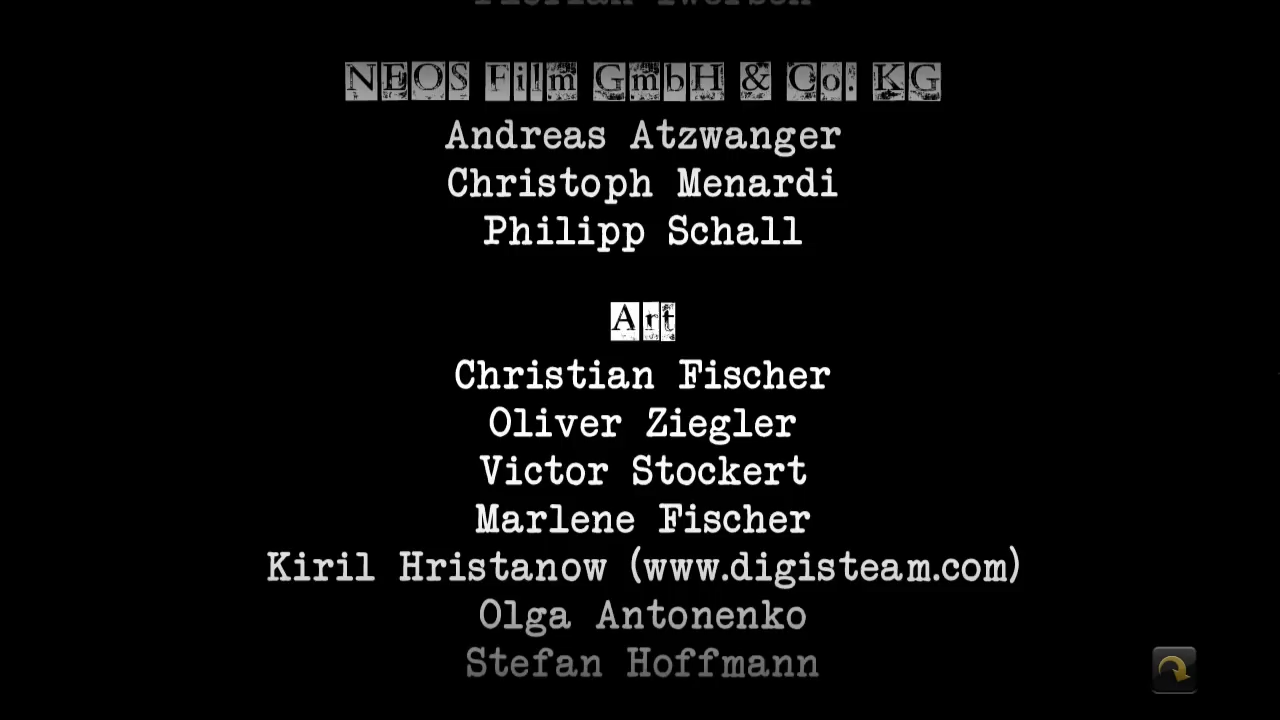 NEOS Film GmbH & Co. KG
Andreas Atzwanger
Christoph Menardi
Philipp Schall
Art
Christian Fischer
Oliver Ziegler
Victor Stockert
Marlene Fischer
Kiril Hristanow (www.digisteam.com)
Olga Antonenko
Stefan Hoffmann